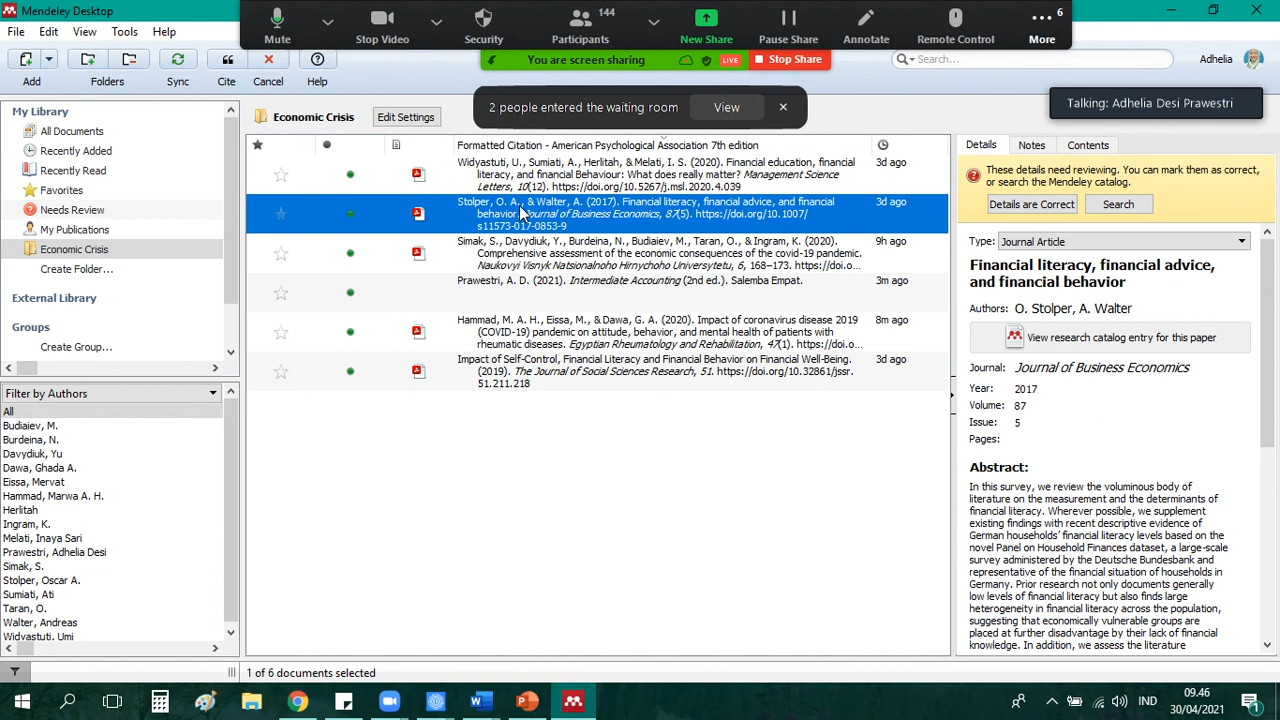 Mendeley Desktop
File Edit View Tools Help
Add
Folders
Sync
Cite
Cancel
Help
Mute
Stop Video
Security
144
Participants
New Share
Pause Share
Annotate
Remote Control
6
More
You are screen sharing
LIVE
Stop Share
Search...
Adhelia
2 people entered the waiting room
View
Talking: Adhelia Desi Prawestri
My Library
All Documents
Recently Added
Recently Read
Favorites
Needs Review
My Publications
Economic Crisis
Create Folder...
External Library
Groups
Create Group...
Filter by Authors
All
Budiaiev, M.
Burdeina, N.
Davydiuk, Yu
Dawa, Ghada A.
Eissa, Mervat
Hammad, Marwa A. H.
Herlitah
Ingram, K.
Melati, Inaya Sari
Prawestri, Adhelia Desi
Simak, S.
Stolper, Oscar A.
Sumiati, Ati
Taran, O.
Walter, Andreas
Widyastuti, Umi
Economic Crisis
Edit Settings
Formatted Citation - American Psychological Association 7th edition
Widyastuti, U., Sumiati, A., Herlitah, & Melati, I. S. (2020). Financial education, financial 3d ago
literacy, and financial Behaviour: What does really matter? Management Science
Letters, 10(12). https://doi.org/10.5267/j.msl.2020.4.039
Stolper, O. A., & Walter, A. (2017). Financial literacy, financial advice, and financial 3d ago
behavior. Journal of Business Economics, 87(5). https://doi.org/10.1007/
s11573-017-0853-9
Simak, S., Davydiuk, Y., Burdeina, N., Budiaiev, M., Taran, O., & Ingram, K. (2020). 9h ago
Comprehensive assessment of the economic consequences of the covid-19 pandemic.
Naukovyi Visnyk Natsionalnoho Hirnychoho Universytetu, 6, 168–173. https://doi.o...
Prawestri, A. D. (2021). Intermediate Accounting (2nd ed.). Salemba Empat. 3m ago
Hammad, M. A. H., Eissa, M., & Dawa, G. A. (2020). Impact of coronavirus disease 2019 8m ago
(COVID-19) pandemic on attitude, behavior, and mental health of patients with
rheumatic diseases. Egyptian Rheumatology and Rehabilitation, 47(1). https://doi.o...
Impact of Self-Control, Financial Literacy and Financial Behavior on Financial Well-Being. 3d ago
(2019). The Journal of Social Sciences Research, 51. https://doi.org/10.32861/jssr.
51.211.218
Details Notes Contents
These details need reviewing. You can mark them as correct,
or search the Mendeley catalog.
Details are Correct Search
Type: Journal Article
Financial literacy, financial advice,
and financial behavior
Authors: O. Stolper, A. Walter
View research catalog entry for this paper
Journal: Journal of Business Economics
Year: 2017
Volume: 87
Issue: 5
Pages:
Abstract:
In this survey, we review the voluminous body of
literature on the measurement and the determinants of
financial literacy. Wherever possible, we supplement
existing findings with recent descriptive evidence of
German households' financial literacy levels based on the
novel Panel on Household Finances dataset, a large-scale
survey administered by the Deutsche Bundesbank and
representative of the financial situation of households in
Germany. Prior research not only documents generally
low levels of financial literacy but also finds large
heterogeneity in financial literacy across the population,
suggesting that economically vulnerable groups are
placed at further disadvantage by their lack of financial
knowledge. In addition, we assess the literature
1 of 6 documents selected
IND
09.46
30/04/2021
1